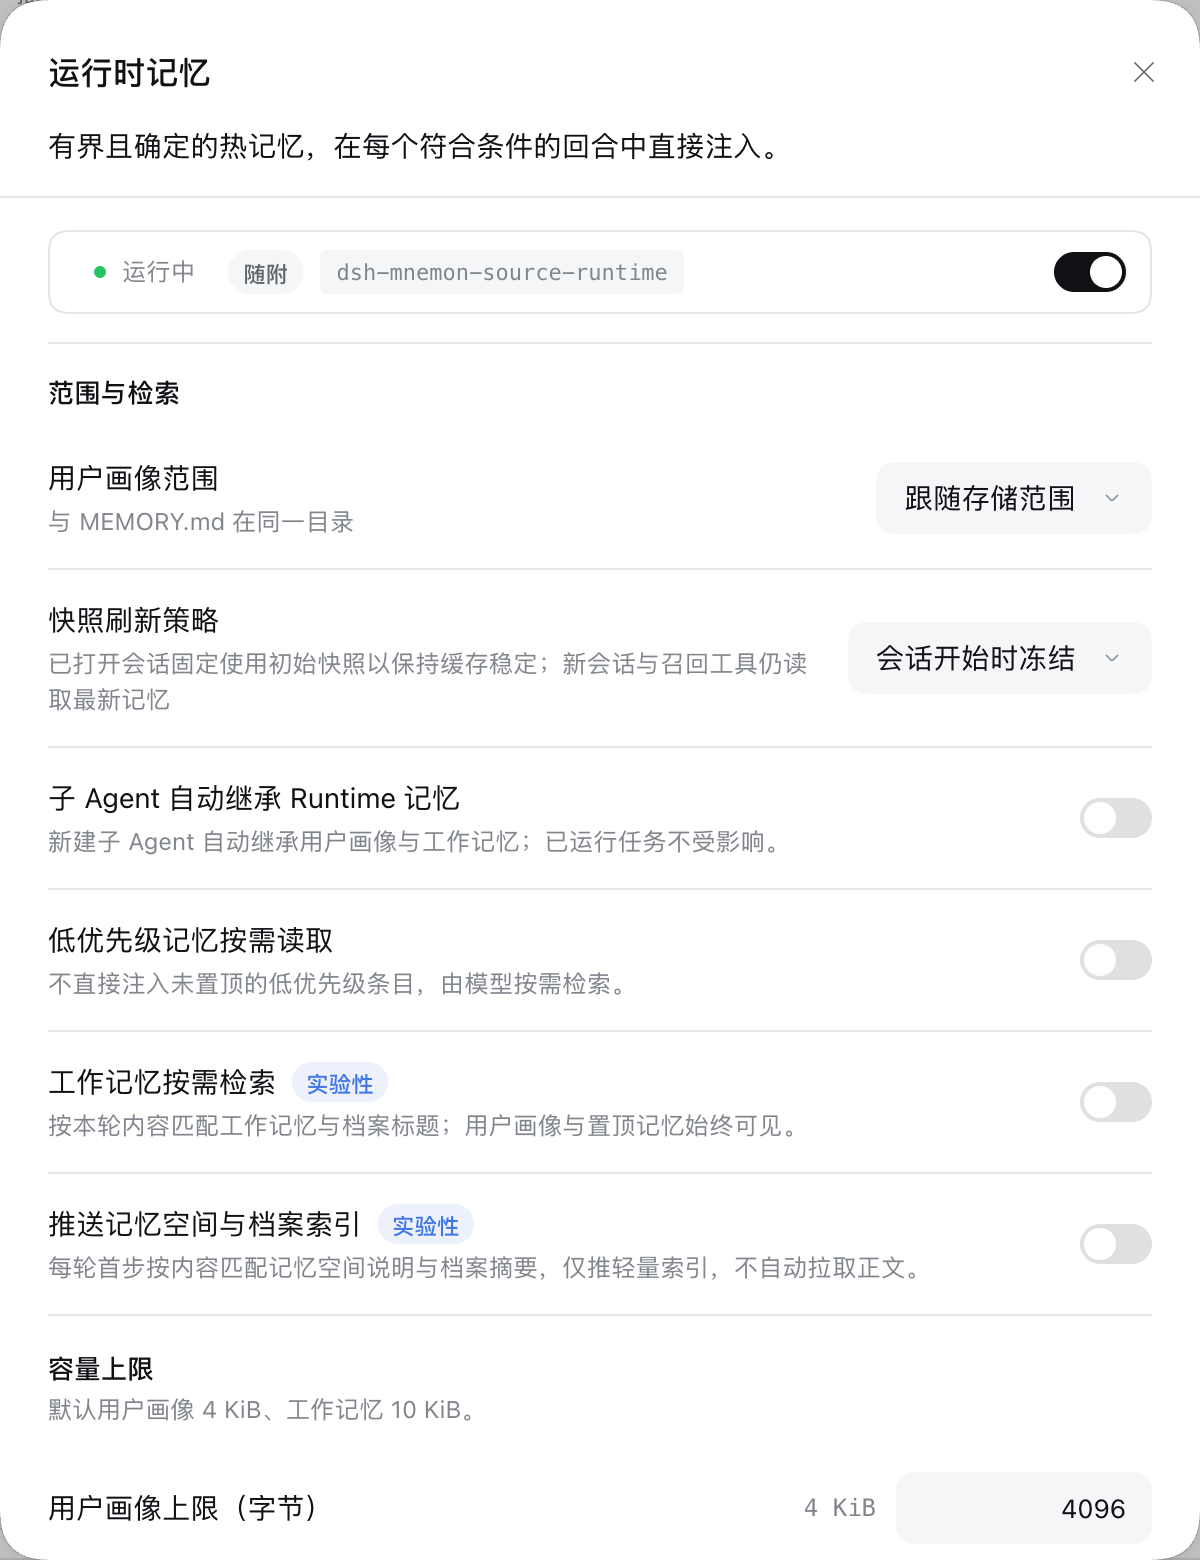 运行时记忆
有界且确定的热记忆，在每个符合条件的回合中直接注入。
运行中 随附 dsh-mnemon-source-runtime
范围与检索
用户画像范围
与 MEMORY.md 在同一目录
跟随存储范围
快照刷新策略
已打开会话固定使用初始快照以保持缓存稳定；新会话与召回工具仍读
取最新记忆
会话开始时冻结
子 Agent 自动继承 Runtime 记忆
新建子 Agent 自动继承用户画像与工作记忆；已运行任务不受影响。
低优先级记忆按需读取
不直接注入未置顶的低优先级条目，由模型按需检索。
工作记忆按需检索 实验性
按本轮内容匹配工作记忆与档案标题；用户画像与置顶记忆始终可见。
推送记忆空间与档案索引 实验性
每轮首步按内容匹配记忆空间说明与档案摘要，仅推轻量索引，不自动拉取正文。
容量上限
默认用户画像 4 KiB、工作记忆 10 KiB。
用户画像上限（字节） 4 KiB 4096